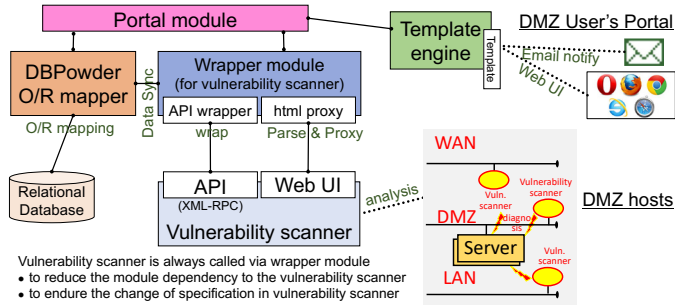 Portal module
DMZ User's Portal
Template
engine
Template
Email notify
Web UI
DBPowder
O/R mapper
Data Sync
Wrapper module
(for vulnerability scanner)
API wrapper
html proxy
O/R mapping
wrap
Parse & Proxy
Relational
Database
API
(XML-RPC)
Web UI
Vulnerability scanner
analysis
WAN
Vuln.
scanner
Vulnerability
scanner
DMZ
diagno
sis
Server
LAN
Vuln.
scanner
DMZ hosts
Vulnerability scanner is always called via wrapper module
• to reduce the module dependency to the vulnerability scanner
• to endure the change of specification in vulnerability scanner